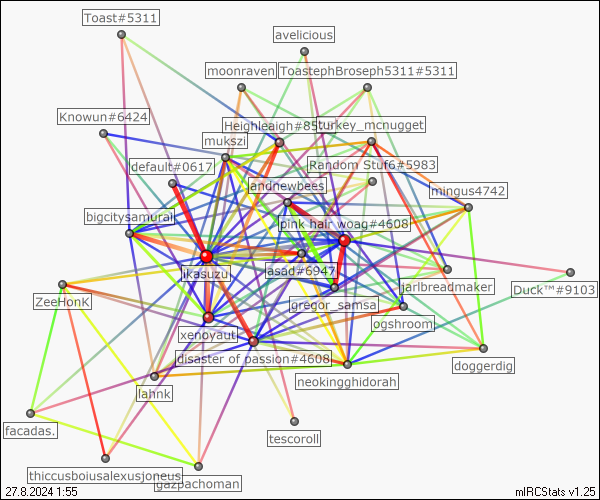 Toast#5311
avelicious
moonraven
ToastephBroseph5311#5311
Knowun#6424
Heighleaigh#85
turkey_mcnugget
mukszi
default#0617
Random Stuf6#5983
andnewbees
mingus4742
bigcitysamurai
pink hair woag#4608
ikasuzu
asad#6947
jarlbreadmaker
Duck™#9103
ZeeHonK
gregor_samsa
ogshroom
xenoyautl
disaster of passion#4608
doggerdig
neokingghidorah
lahnk
facadas.
tescoroll
thiccusboiusalexusjoneus
gazpachoman
27.8.2024 1:55
mIRCStats v1.25